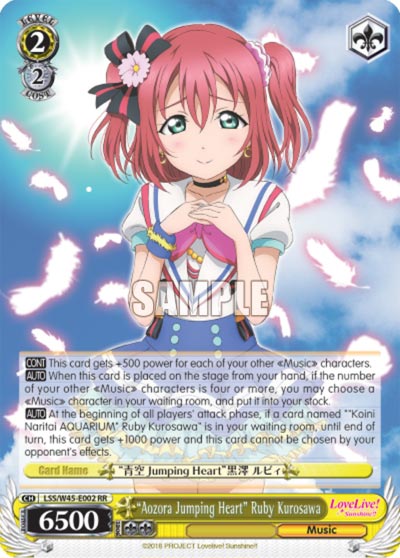 LEVEL
2
2
COST
SAMPLE
CONT This card gets +500 power for each of your other ≪Music≫ characters.
AUTO When this card is placed on the stage from your hand, if the number
of your other ≪Music≫ characters is four or more, you may choose a
≪Music≫ character in your waiting room, and put it into your stock.
AUTO At the beginning of all players' attack phase, if a card named ""Koini
Naritai AQUARIUM" Ruby Kurosawa" is in your waiting room, until end of
turn, this card gets +1000 power and this card cannot be chosen by your
opponent's effects.
Card Name "青空 Jumping Heart"黒澤 ルビィ
CH LSS/W45-E002 RR
"Aozora Jumping Heart" Ruby Kurosawa
LoveLive!
Sunshine!!
6500
Music
©2016 PROJECT Lovelive! Sunshine!!